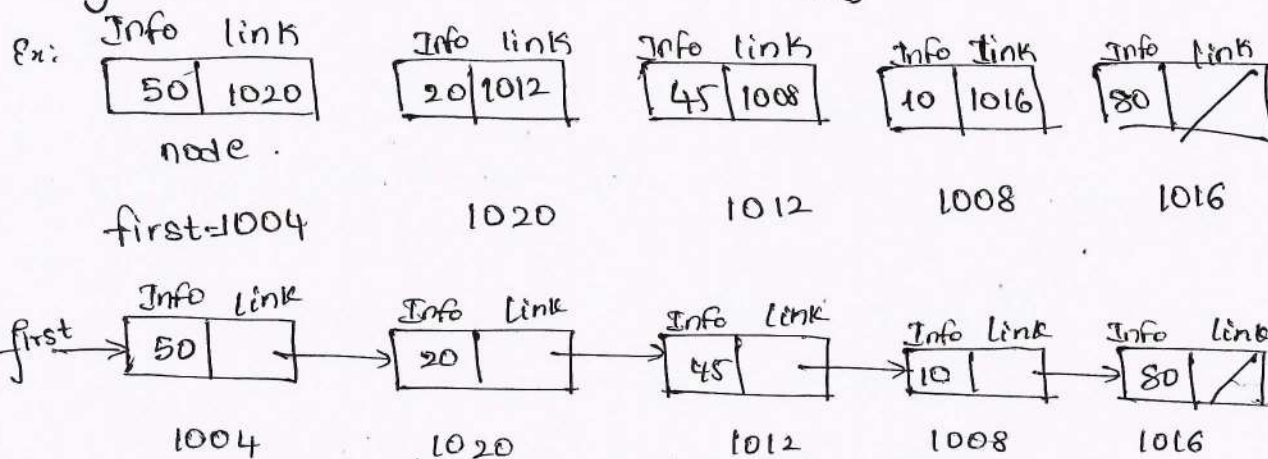 Ex: Info link Info link Info link Info Link Info Link
50 1020 20 1012 45 1008 10 1016 80
node.
first=1004 1020 1012 1008 1016
first Info Link Info Link Info Link Info Link Info Link
50 20 45 10 80
1004 1020 1012 1008 1016